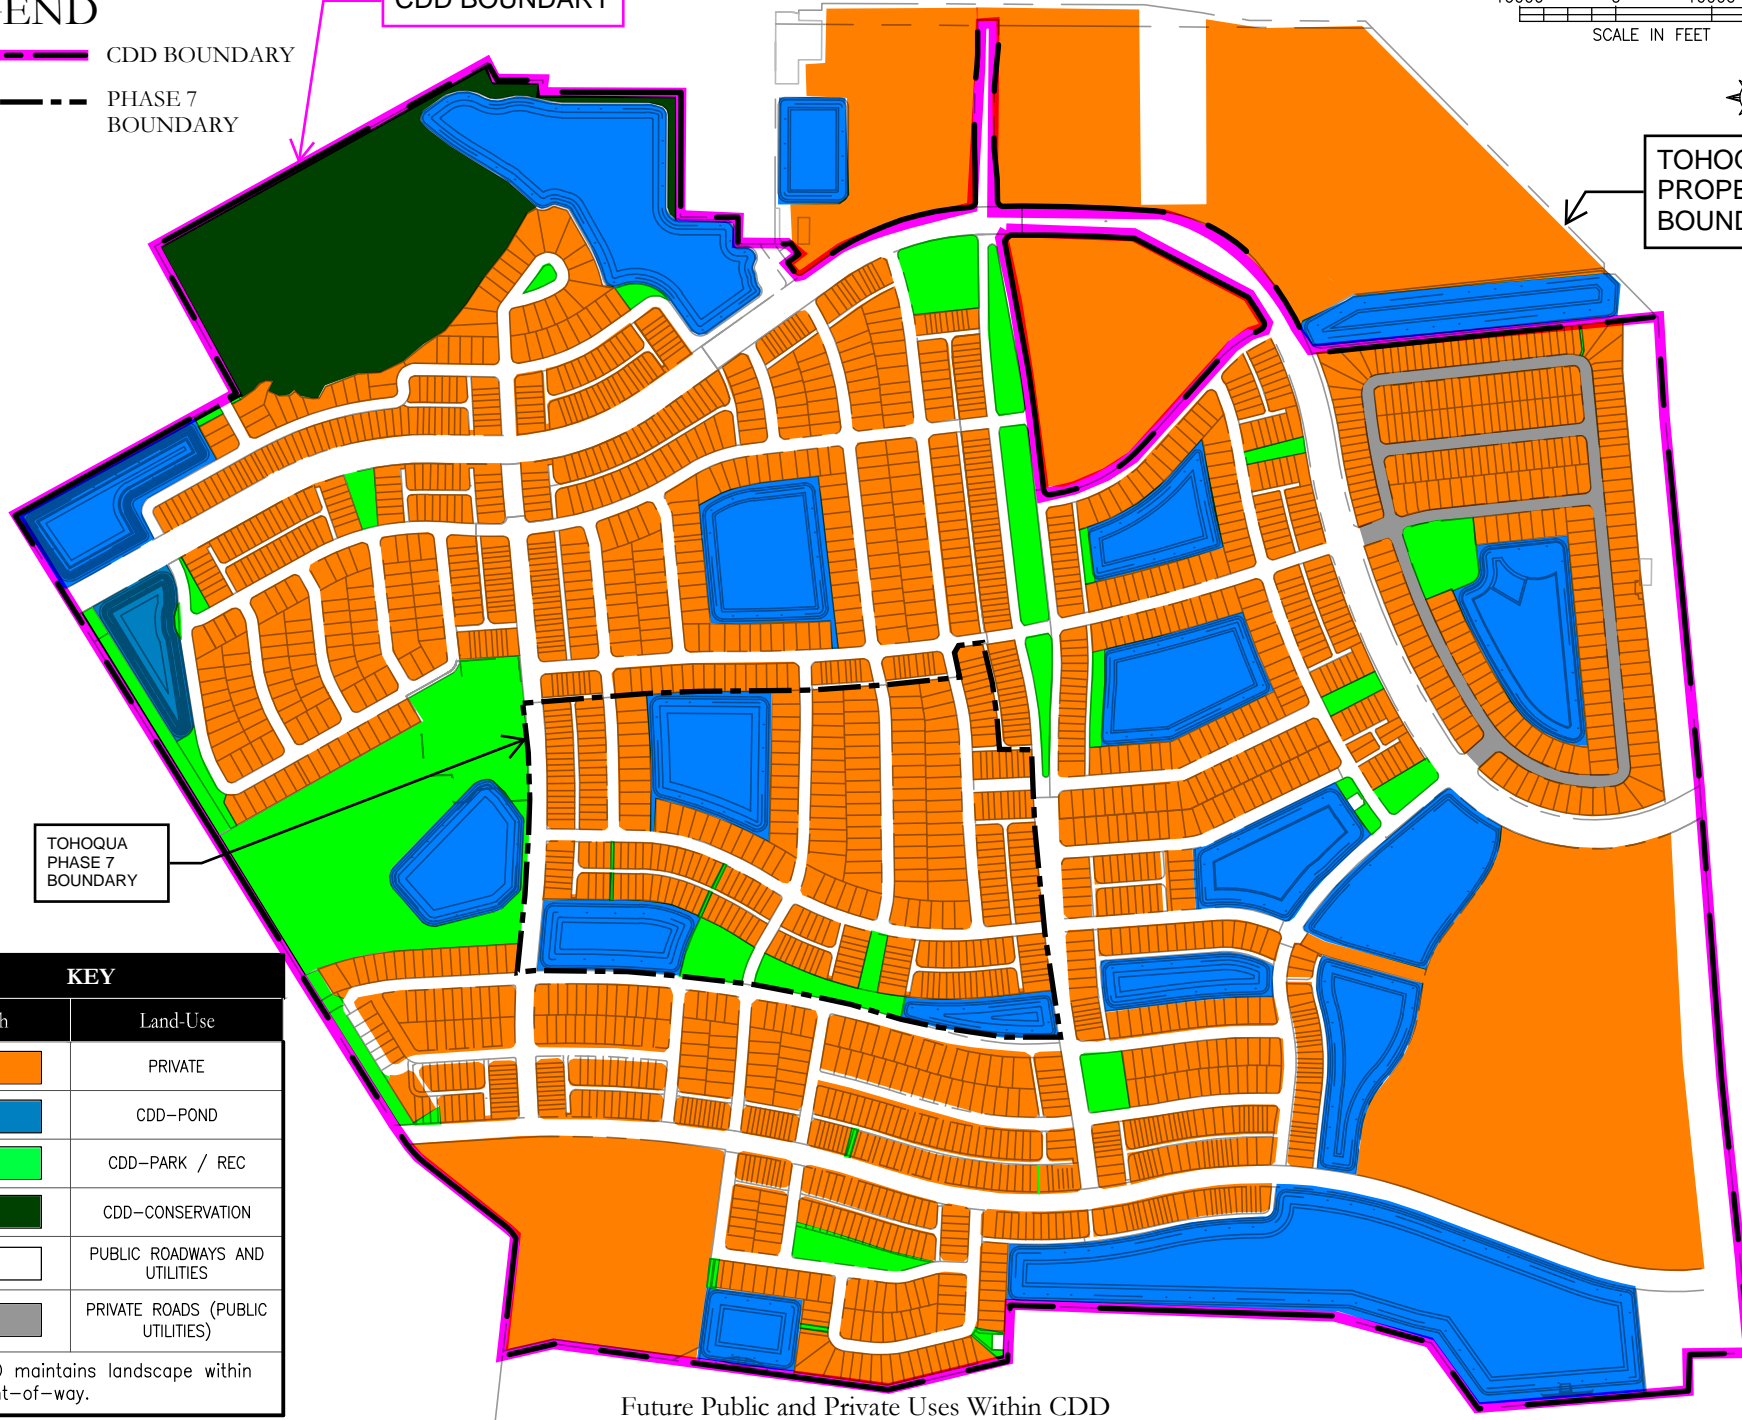 CDD BOUNDARY
CDD BOUNDARY
PHASE 7
BOUNDARY
SCALE IN FEET
TOHOQUA
PHASE 7
BOUNDARY
KEY
Land-Use
PRIVATE
CDD-POND
CDD-PARK / REC
CDD-CONSERVATION
PUBLIC ROADWAYS AND
UTILITIES
PRIVATE ROADS (PUBLIC
UTILITIES)
maintains landscape within
Future Public and Private Uses Within CDD